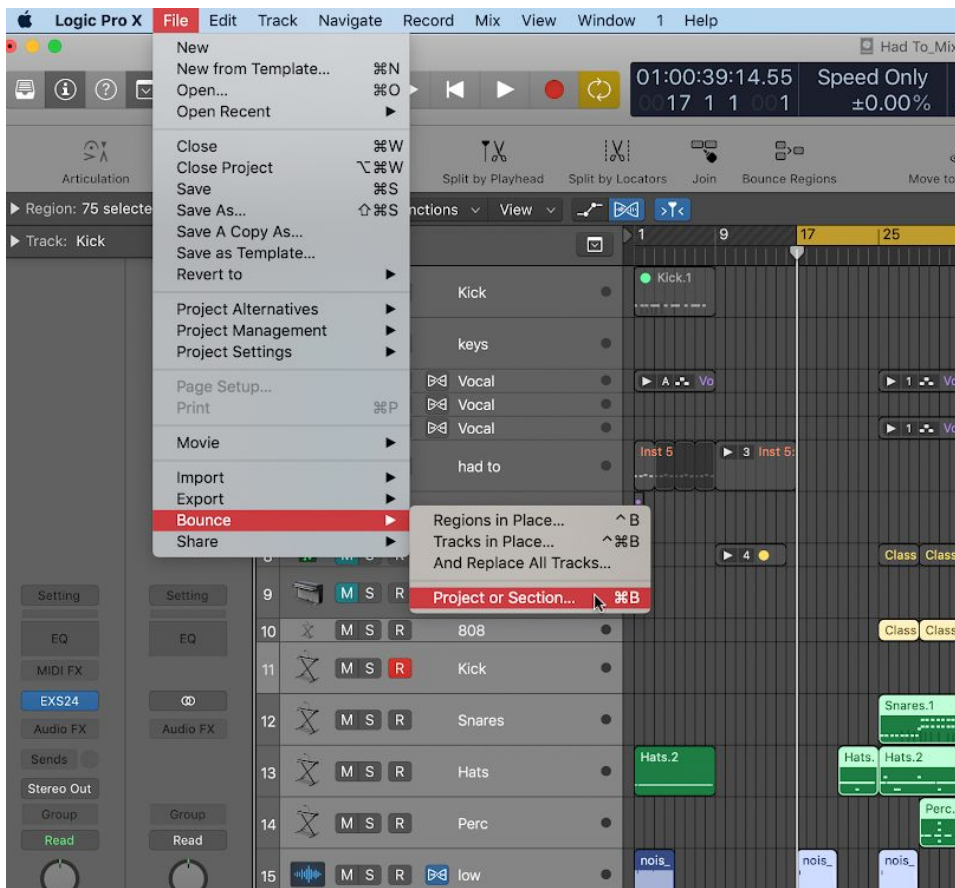 Logic Pro X File Edit Track Navigate Record Mix View Window 1 Help
Had To_Mix
New
New from Template... ⌘N
Open... ⌘O
Open Recent ▶
Close ⌘W
Close Project ⌥⌘W
Save ⌘S
Save As... ⇧⌘S
Save A Copy As...
Save as Template...
Revert to ▶
Project Alternatives ▶
Project Management ▶
Project Settings ▶
Page Setup...
Print ⌘P
Movie ▶
Import ▶
Export ▶
Bounce ▶
Share ▶
Regions in Place... ^B
Tracks in Place... ^⌘B
And Replace All Tracks...
Project or Section... ⌘B
01:00:39:14.55 Speed Only
0017 1 1 001 ±0.00%
Articulation Split by Playhead Split by Locators Join Bounce Regions Move to
Region: 75 selecte nctions View
Track: Kick
1 9 17 25
Kick Kick.1
keys
Vocal A Vo 1 Vo
Vocal
Vocal 1 Vo
had to Inst 5 3 Inst 5:
4 Class Class
9 M S R
10 M S R 808 Class Class
11 M S R Kick
12 M S R Snares Snares.1
13 M S R Hats Hats.2 Hats. Hats.2
14 M S R Perc Perc.
15 M S R low nois_ nois_ nois_
Setting Setting
EQ EQ
MIDI FX
EXS24
Audio FX Audio FX
Sends
Stereo Out
Group Group
Read Read